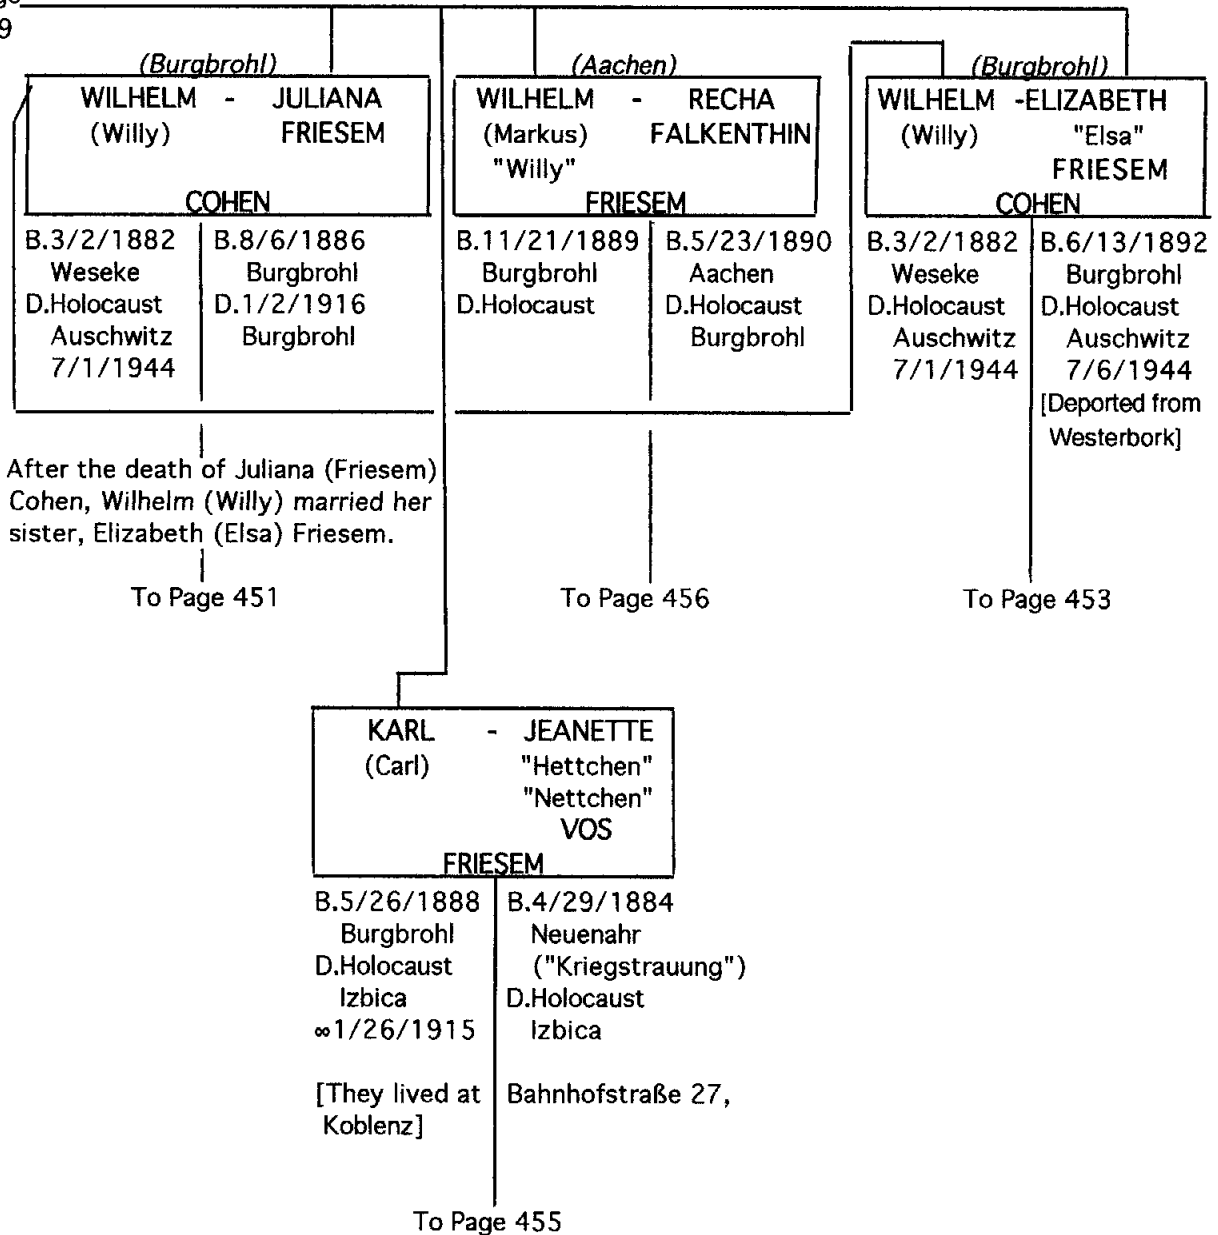 9
(Burgbrohl)
WILHELM - JULIANA
(Willy) FRIESEM
COHEN
B.3/2/1882 B.8/6/1886
Weseke Burgbrohl
D.Holocaust D.1/2/1916
Auschwitz Burgbrohl
7/1/1944
After the death of Juliana (Friesem)
Cohen, Wilhelm (Willy) married her
sister, Elizabeth (Elsa) Friesem.
To Page 451
(Aachen)
WILHELM - RECHA
(Markus) FALKENTHIN
"Willy"
FRIESEM
B.11/21/1889 B.5/23/1890
Burgbrohl Aachen
D.Holocaust D.Holocaust
Burgbrohl
To Page 456
(Burgbrohl)
WILHELM -ELIZABETH
(Willy) "Elsa"
FRIESEM
COHEN
B.3/2/1882 B.6/13/1892
Weseke Burgbrohl
D.Holocaust D.Holocaust
Auschwitz Auschwitz
7/1/1944 7/6/1944
[Deported from
Westerbork]
To Page 453
KARL - JEANETTE
(Carl) "Hettchen"
"Nettchen"
VOS
FRIESEM
B.5/26/1888 B.4/29/1884
Burgbrohl Neuenahr
D.Holocaust ("Kriegstrauung")
Izbica D.Holocaust
∞1/26/1915 Izbica
[They lived at Bahnhofstraße 27,
Koblenz]
To Page 455